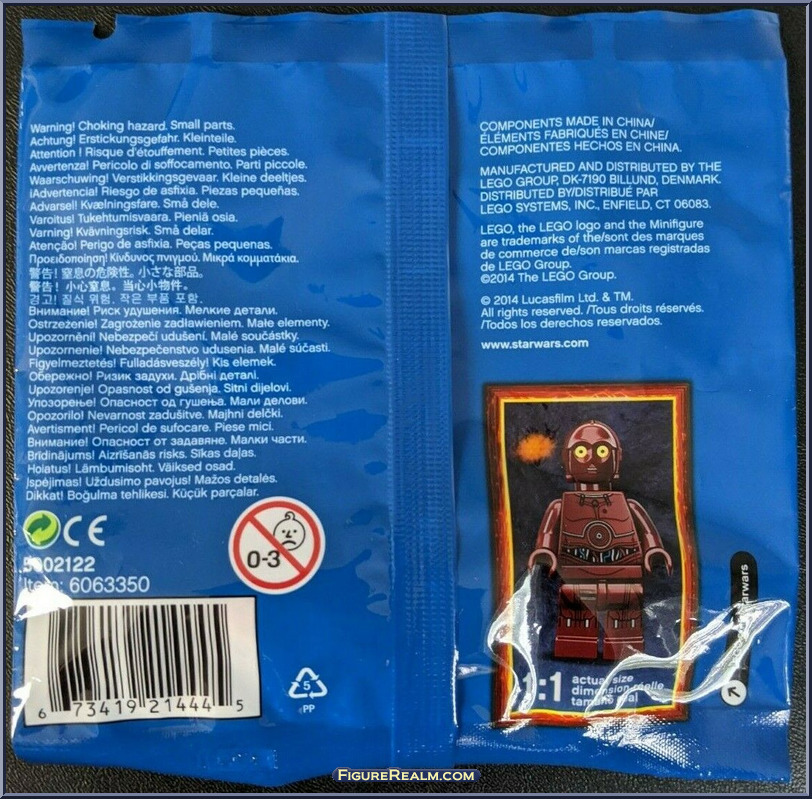 Warning! Choking hazard. Small parts.
Achtung! Erstickungsgefahr. Kleinteile.
Attention ! Risque d'étouffement. Petites pièces.
Avvertenza! Pericolo di soffocamento. Parti piccole.
Waarschuwing! Verstikkingsgevaar. Kleine deeltjes.
¡Advertencia! Riesgo de asfixia. Piezas pequeñas.
Advarsel! Kvælningsfare. Små dele.
Varoitus! Tukehtumisvaara. Pieniä osia.
Varning! Kvävningsrisk. Små delar.
Atenção! Perigo de asfixia. Peças pequenas.
Προειδοποίηση! Κίνδυνος πνιγμού. Μικρά κομματάκια.
警告！窒息の危険性。小さな部品。
警告！小心窒息。当心小物件。
경고! 질식 위험. 작은 부품 포함.
Внимание! Риск удушения. Мелкие детали.
Ostrzeżenie! Zagrożenie zadławieniem. Małe elementy.
Upozornění! Nebezpečí udušení. Malé součástky.
Upozornenie! Nebezpečenstvo udusenia. Malé súčasti.
Figyelmeztetés! Fulladásveszély! Kis elemek.
Обережно! Ризик задухи. Дрібні деталі.
Upozorenje! Opasnost od gušenja. Sitni dijelovi.
Упозорење! Опасност од гушења. Мали делови.
Opozorilo! Nevarnost zadušitve. Majhni delčki.
Avertisment! Pericol de sufocare. Piese mici.
Внимание! Опасност от задавяне. Малки части.
Brīdinājums! Aizrīšanās risks. Sīkas daļas.
Hoiatus! Lämbumisoht. Väiksed osad.
Įspėjimas! Uždusimo pavojus! Mažos detalės.
Dikkat! Boğulma tehlikesi. Küçük parçalar.
CE
0-3
5002122
Item: 6063350
6 73419 21444 5
5
PP
COMPONENTS MADE IN CHINA/
ÉLÉMENTS FABRIQUÉS EN CHINE/
COMPONENTES HECHOS EN CHINA.
MANUFACTURED AND DISTRIBUTED BY THE
LEGO GROUP, DK-7190 BILLUND, DENMARK.
DISTRIBUTED BY/DISTRIBUÉ PAR
LEGO SYSTEMS, INC., ENFIELD, CT 06083.
LEGO, the LEGO logo and the Minifigure
are trademarks of the/sont des marques
de commerce de/son marcas registradas
de LEGO Group.
©2014 The LEGO Group.
© 2014 Lucasfilm Ltd. & TM.
All rights reserved. /Tous droits réservés.
/Todos los derechos reservados.
www.starwars.com
1:1
actual size
dimension réelle
tamaño real
FIGUREREALM.COM